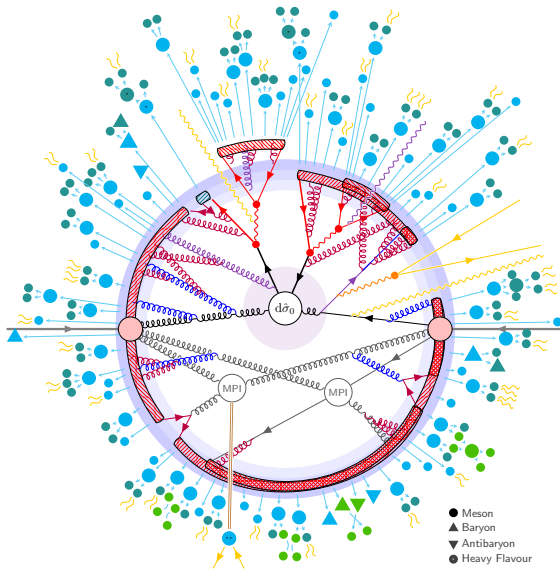 dσ̂₀
MPI
MPI
Meson
Baryon
Antibaryon
Heavy Flavour